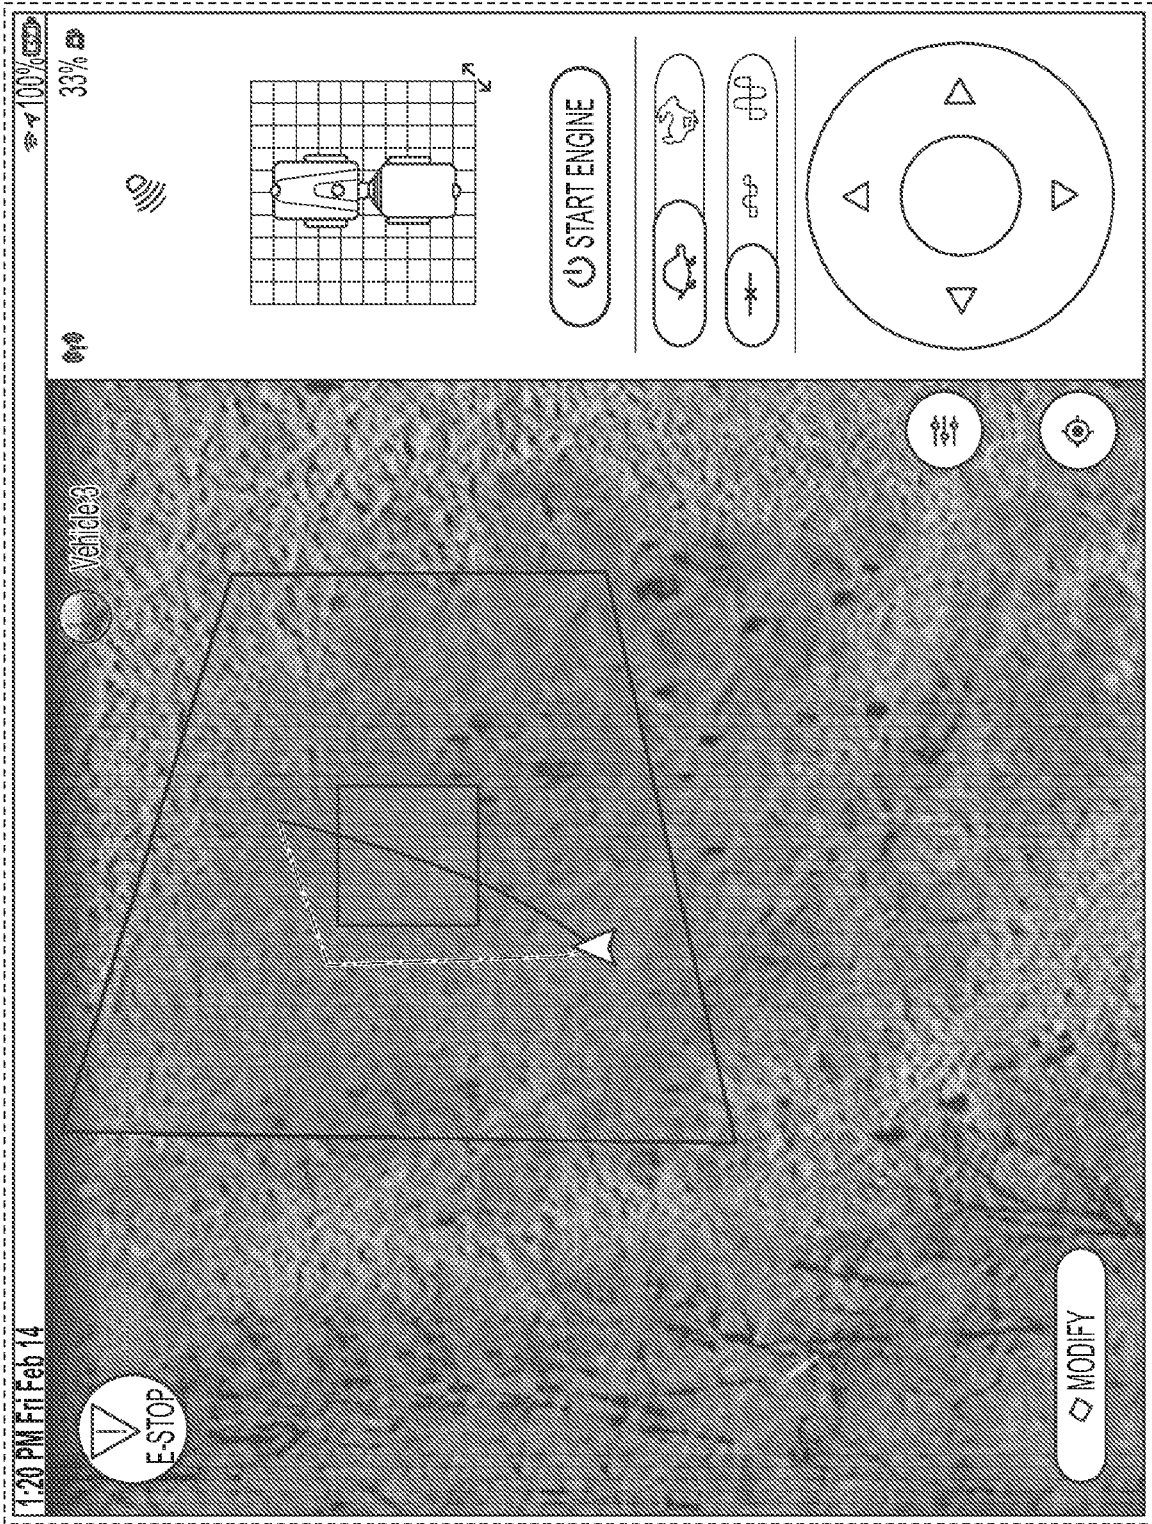 1:20 PM Fri Feb 14
100%
E-STOP
Vehicle3
33%
START ENGINE
MODIFY